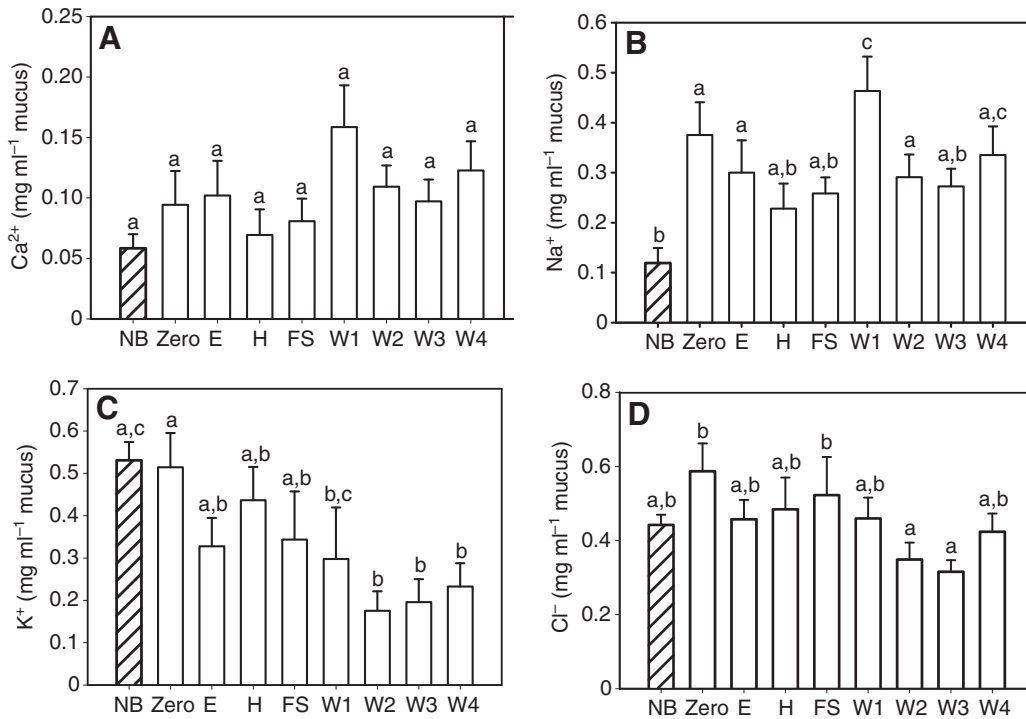 A
Ca²⁺ (mg ml⁻¹ mucus)
0.25
0.20
0.15
0.10
0.05
0
a a a a a a a a a
NB Zero E H FS W1 W2 W3 W4
B
Na⁺ (mg ml⁻¹ mucus)
0.6
0.5
0.4
0.3
0.2
0.1
0
b a a a,b a,b c a a,b a,c
NB Zero E H FS W1 W2 W3 W4
C
K⁺ (mg ml⁻¹ mucus)
0.7
0.6
0.5
0.4
0.3
0.2
0.1
0
a,c a a,b a,b a,b b,c b b b
NB Zero E H FS W1 W2 W3 W4
D
Cl⁻ (mg ml⁻¹ mucus)
0.8
0.6
0.4
0.2
0
a,b b a,b a,b b a,b a a a,b
NB Zero E H FS W1 W2 W3 W4